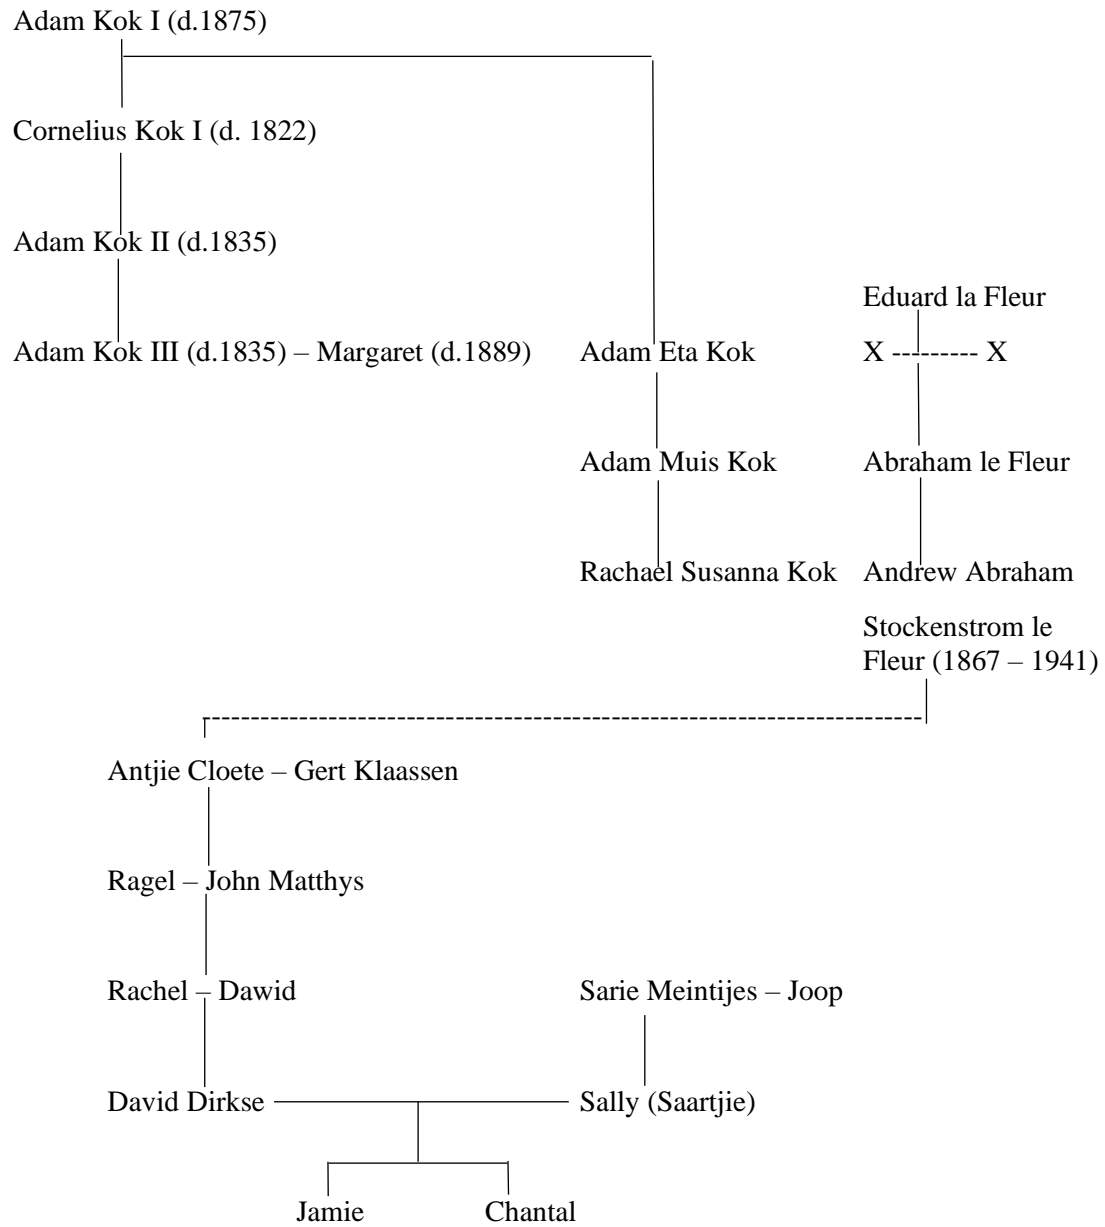 Adam Kok I (d.1875)
Cornelius Kok I (d. 1822)
Adam Kok II (d.1835)
Eduard la Fleur
Adam Kok III (d.1835) – Margaret (d.1889)
Adam Eta Kok
X --------- X
Adam Muis Kok
Abraham le Fleur
Rachael Susanna Kok
Andrew Abraham
Stockenstrom le
Fleur (1867 – 1941)
Antjie Cloete – Gert Klaassen
Ragel – John Matthys
Rachel – Dawid
Sarie Meintijes – Joop
David Dirkse
Sally (Saartjie)
Jamie
Chantal